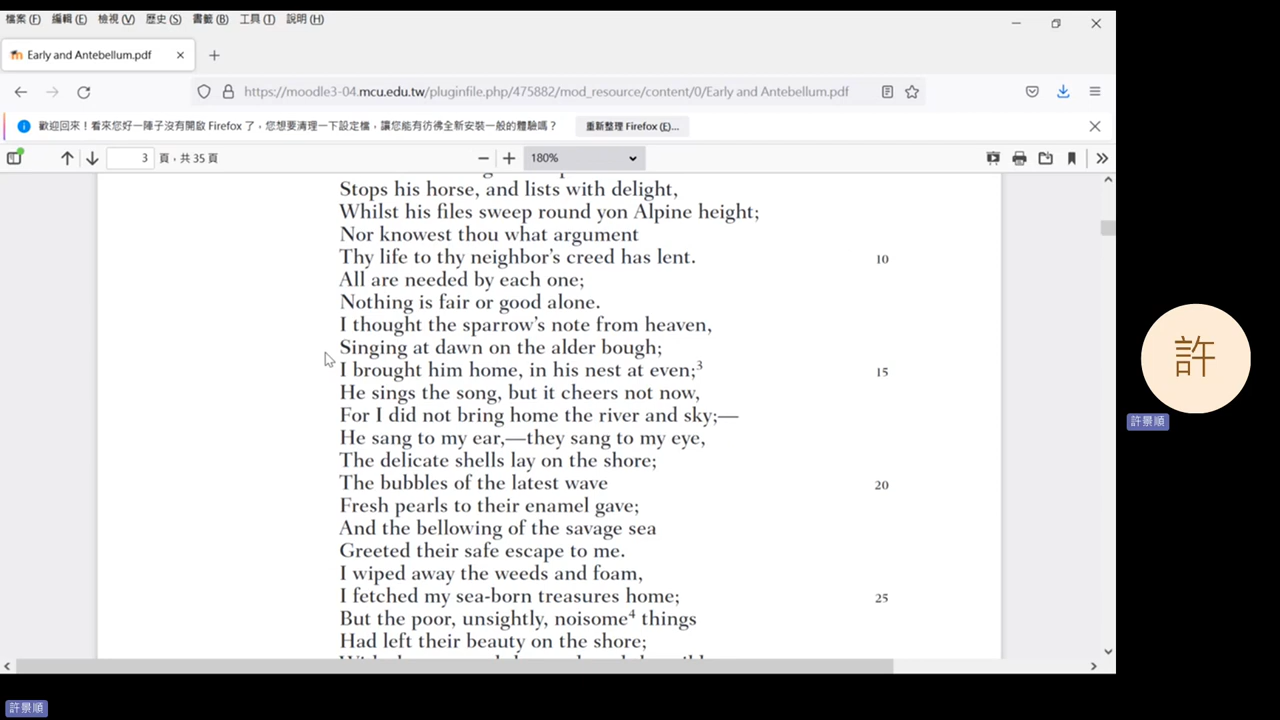 檔案(F) 編輯(E) 檢視(V) 歷史(S) 書籤(B) 工具(T) 說明(H)
Early and Antebellum.pdf
https://moodle3-04.mcu.edu.tw/pluginfile.php/475882/mod_resource/content/0/Early and Antebellum.pdf
歡迎回來！看來您好一陣子沒有開啟 Firefox 了，您想要清理一下設定檔，讓您能有彷彿全新安裝一般的體驗嗎？ 重新整理 Firefox (E)…
3 頁，共 35 頁 180%
Stops his horse, and lists with delight,
Whilst his files sweep round yon Alpine height;
Nor knowest thou what argument
Thy life to thy neighbor's creed has lent. 10
All are needed by each one;
Nothing is fair or good alone.
I thought the sparrow's note from heaven,
Singing at dawn on the alder bough;
I brought him home, in his nest at even;3 15
He sings the song, but it cheers not now,
For I did not bring home the river and sky;—
He sang to my ear,—they sang to my eye,
The delicate shells lay on the shore;
The bubbles of the latest wave 20
Fresh pearls to their enamel gave;
And the bellowing of the savage sea
Greeted their safe escape to me.
I wiped away the weeds and foam,
I fetched my sea-born treasures home; 25
But the poor, unsightly, noisome4 things
Had left their beauty on the shore;
許
許景順
許景順